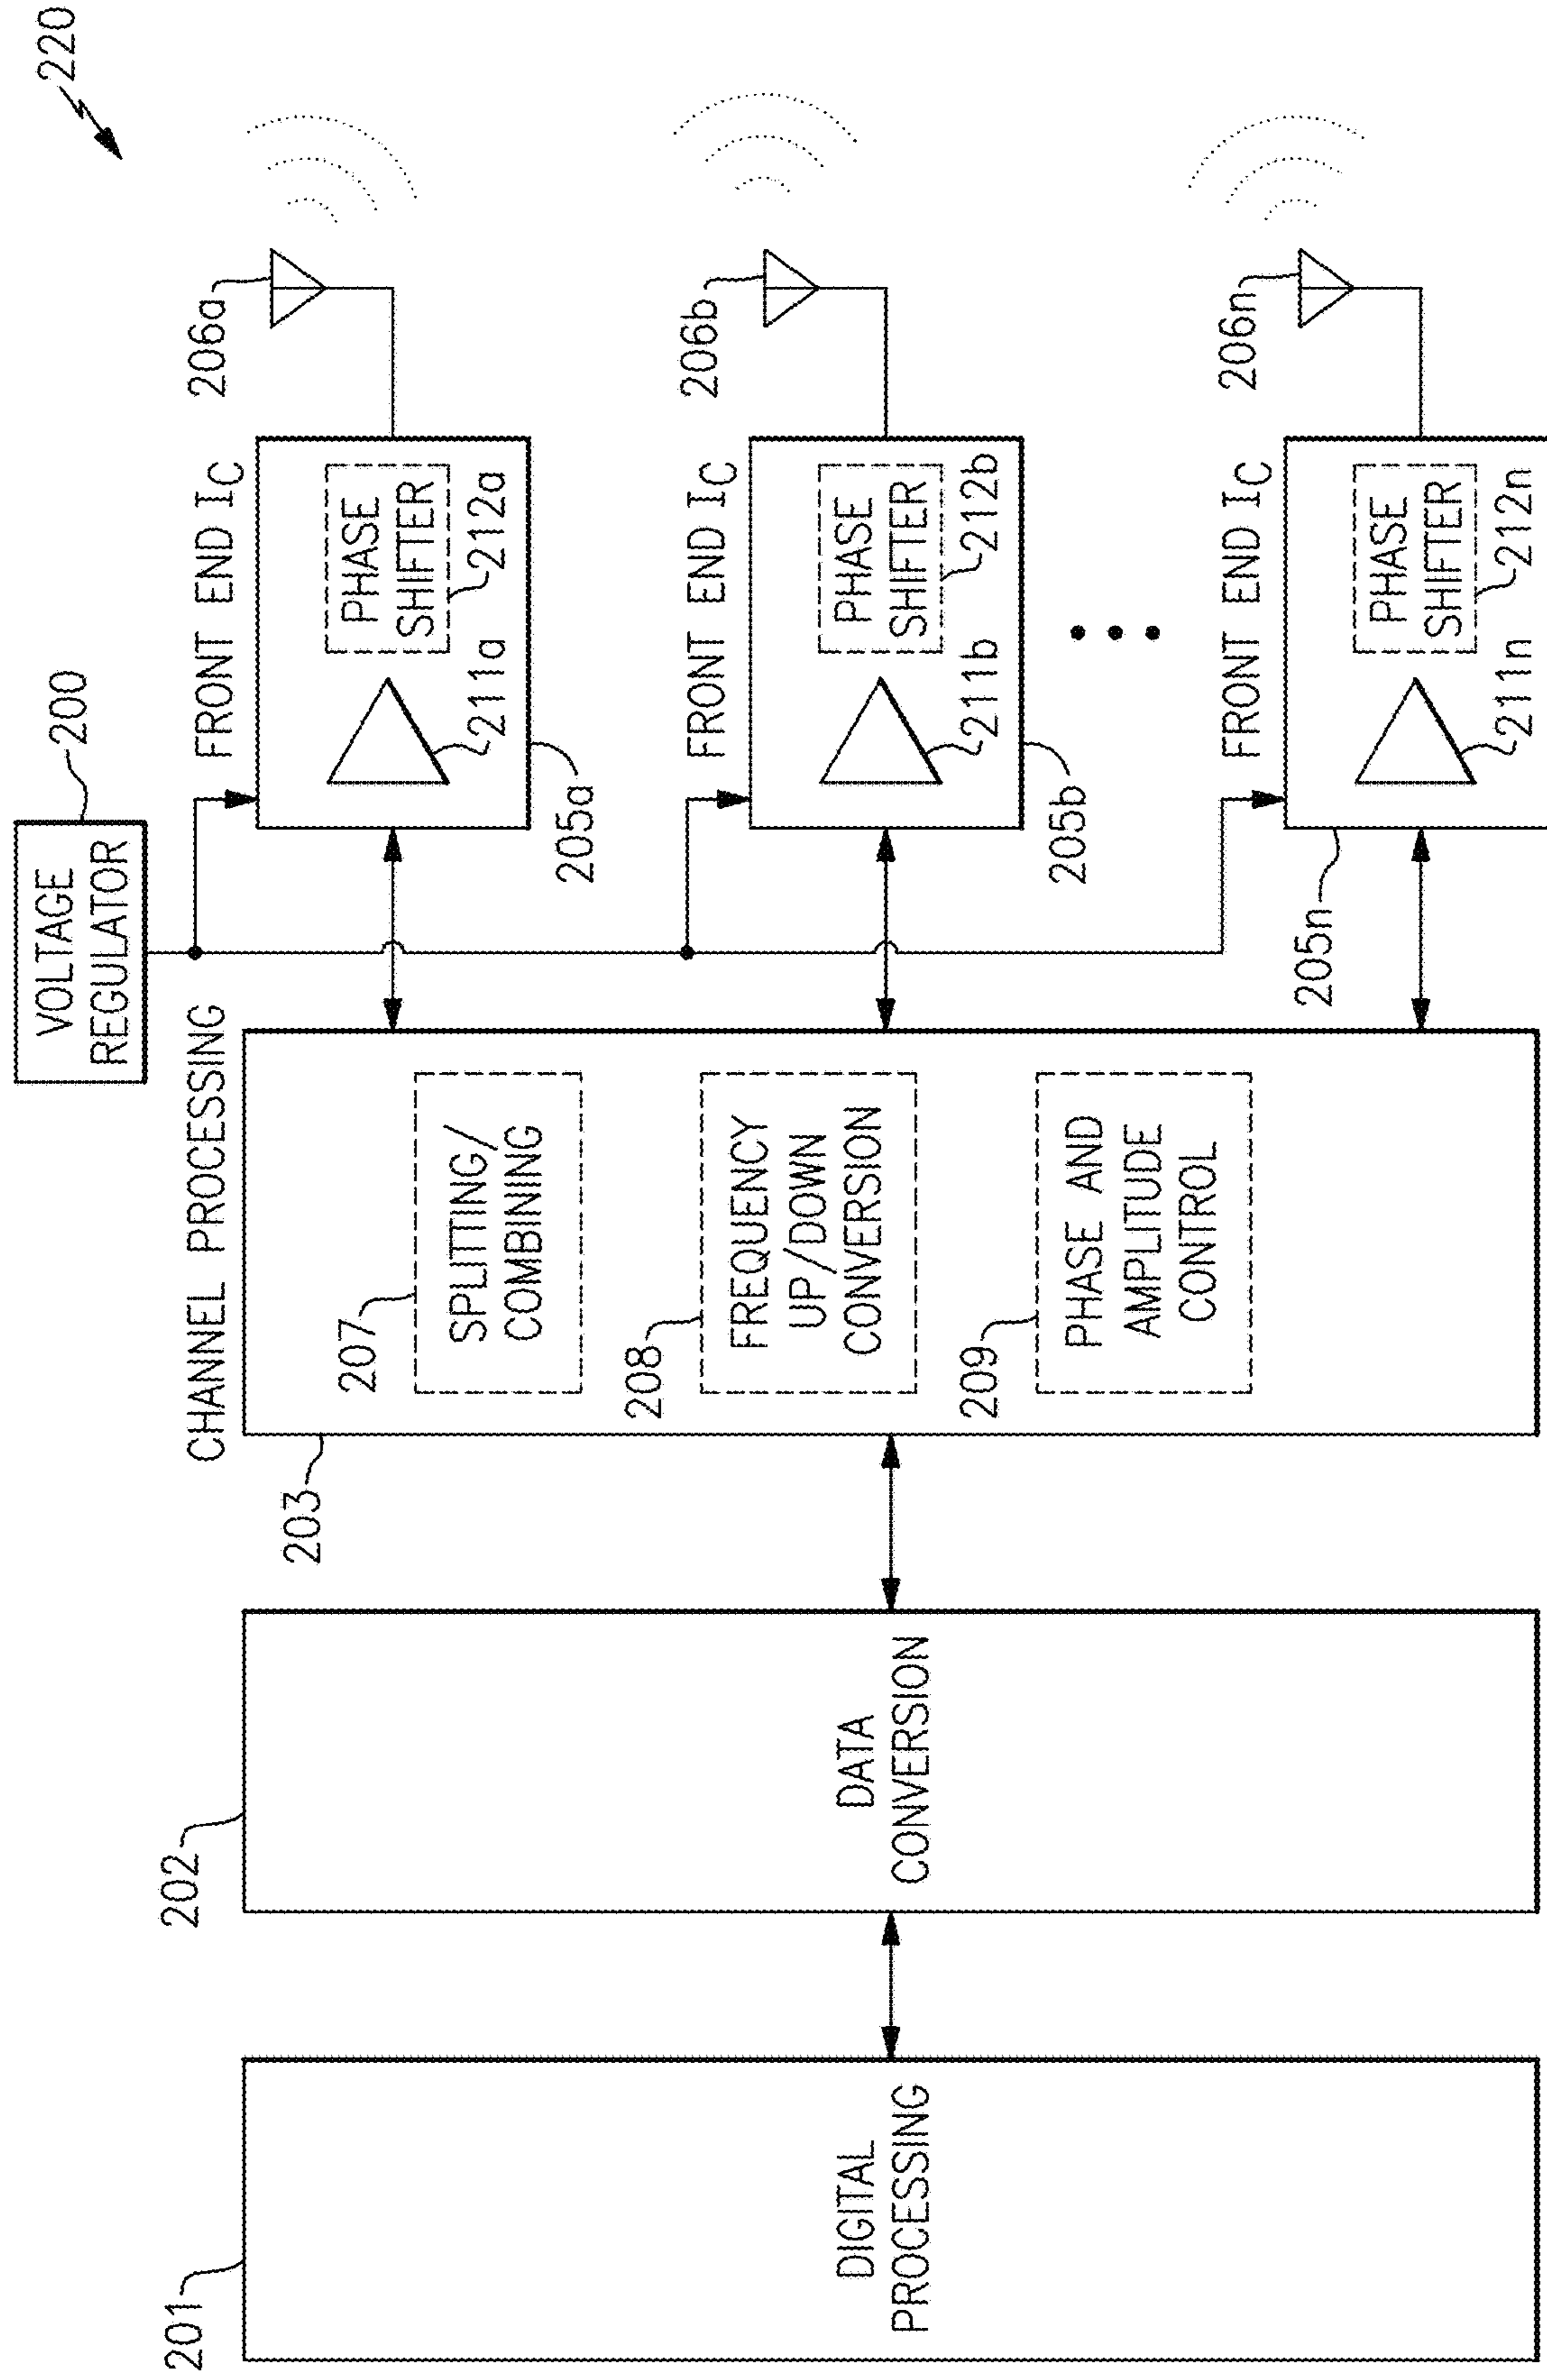 220
VOLTAGE
REGULATOR
200
CHANNEL PROCESSING
FRONT END IC
206a
PHASE
SHIFTER
212a
211a
205a
FRONT END IC
206b
PHASE
SHIFTER
212b
211b
205b
FRONT END IC
206n
PHASE
SHIFTER
212n
211n
205n
203
207
SPLITTING/
COMBINING
208
FREQUENCY
UP/DOWN
CONVERSION
209
PHASE AND
AMPLITUDE
CONTROL
202
DATA
CONVERSION
201
DIGITAL
PROCESSING